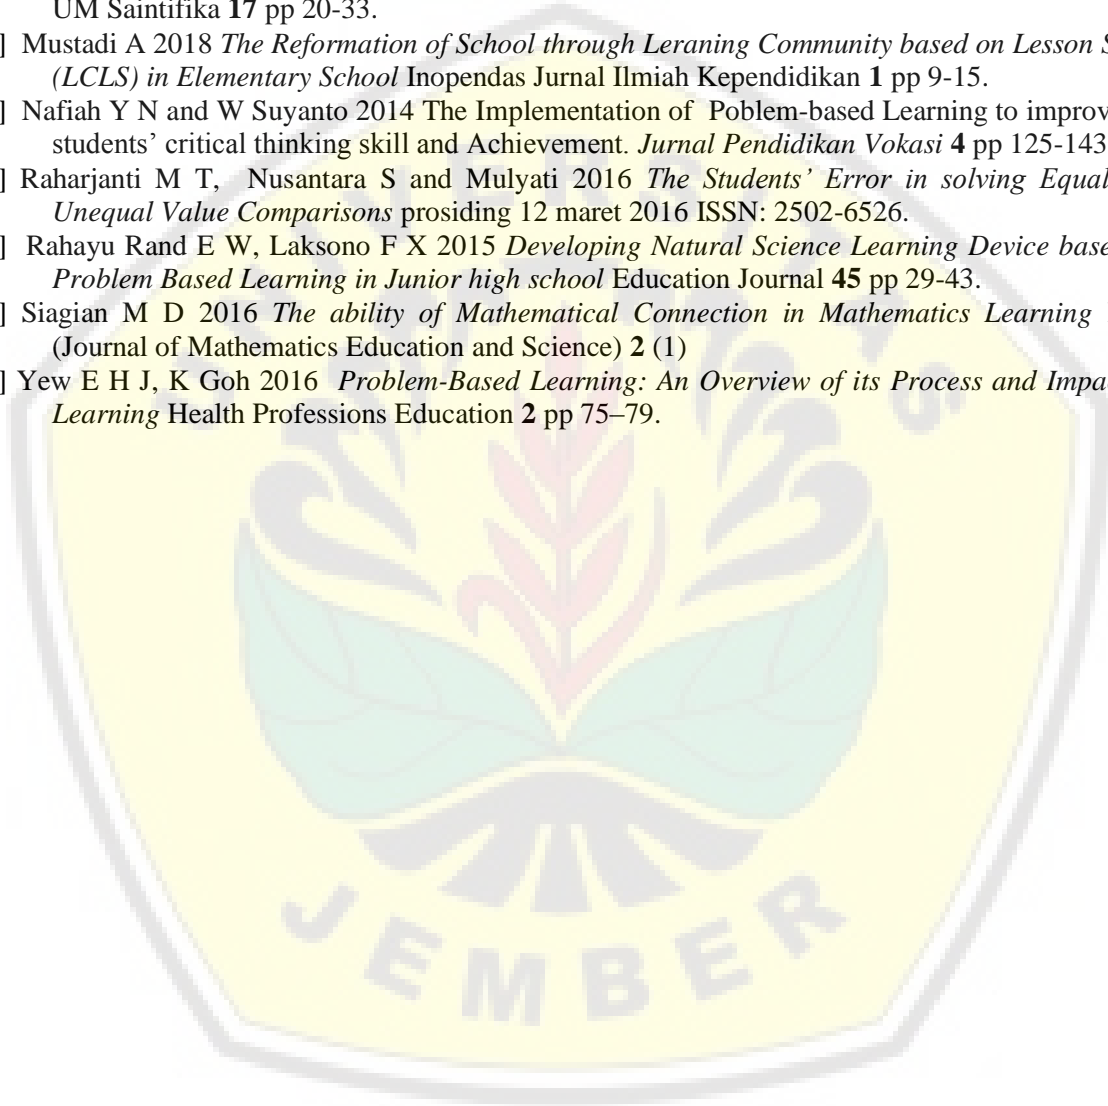 UM Saintifika 17 pp 20-33.
] Mustadi A 2018 The Reformation of School through Leraning Community based on Lesson S
(LCLS) in Elementary School Inopendas Jurnal Ilmiah Kependidikan 1 pp 9-15.
] Nafiah Y N and W Suyanto 2014 The Implementation of Poblem-based Learning to improv
students’ critical thinking skill and Achievement. Jurnal Pendidikan Vokasi 4 pp 125-143
] Raharjanti M T, Nusantara S and Mulyati 2016 The Students’ Error in solving Equal
Unequal Value Comparisons prosiding 12 maret 2016 ISSN: 2502-6526.
] Rahayu Rand E W, Laksono F X 2015 Developing Natural Science Learning Device base
Problem Based Learning in Junior high school Education Journal 45 pp 29-43.
] Siagian M D 2016 The ability of Mathematical Connection in Mathematics Learning
(Journal of Mathematics Education and Science) 2 (1)
] Yew E H J, K Goh 2016 Problem-Based Learning: An Overview of its Process and Impa
Learning Health Professions Education 2 pp 75–79.
UNIVERSITAS
JEMBER